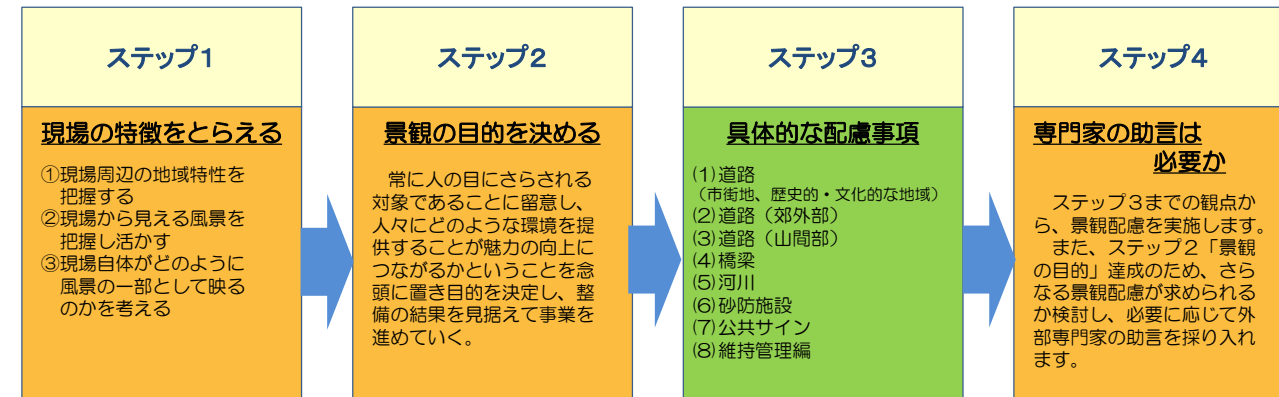 ステップ1
現場の特徴をとらえる
①現場周辺の地域特性を
把握する
②現場から見える風景を
把握し活かす
③現場自体がどのように
風景の一部として映る
のかを考える
ステップ2
景観の目的を決める
常に人の目にさらされる
対象であることに留意し、
人々にどのような環境を提
供することが魅力の向上に
つながるかということを念
頭に置き目的を決定し、整
備の結果を見据えて事業を
進めていく。
ステップ3
具体的な配慮事項
(1)道路
（市街地、歴史的・文化的な地域）
(2)道路（郊外部）
(3)道路（山間部）
(4)橋梁
(5)河川
(6)砂防施設
(7)公共サイン
(8)維持管理編
ステップ4
専門家の助言は
必要か
ステップ３までの観点か
ら、景観配慮を実施します。
また、ステップ２「景観
の目的」達成のため、さら
なる景観配慮が求められる
か検討し、必要に応じて外
部専門家の助言を採り入れ
ます。